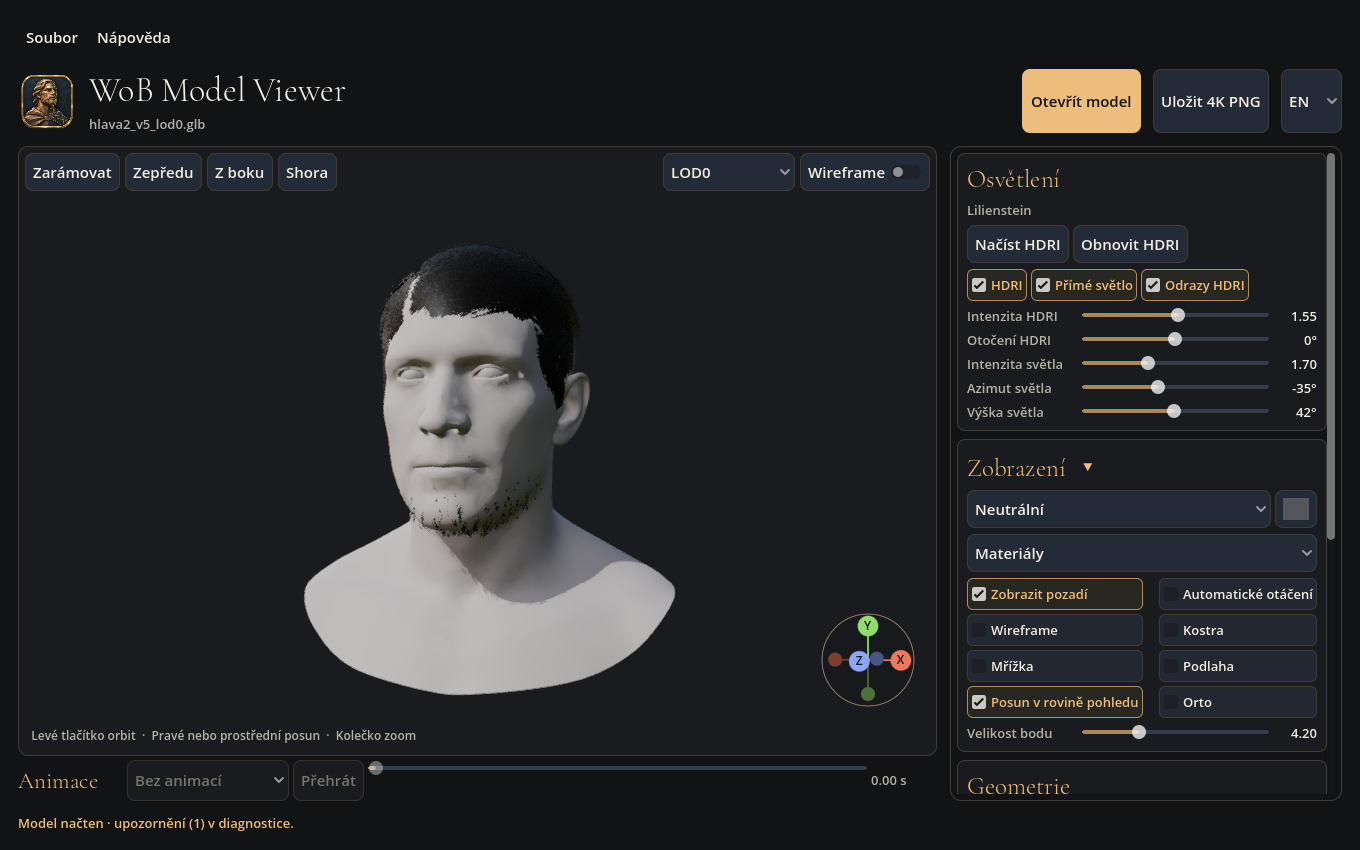 Soubor Nápověda
WoB Model Viewer
hlava2_v5_lod0.glb
Otevřít model Uložit 4K PNG EN
Zarámovat Zepředu Z boku Shora LOD0 Wireframe
Y
Z X
Levé tlačítko orbit · Pravé nebo prostřední posun · Kolečko zoom
Osvětlení
Lilienstein
Načíst HDRI Obnovit HDRI
HDRI Přímé světlo Odrazy HDRI
Intenzita HDRI 1.55
Otočení HDRI 0°
Intenzita světla 1.70
Azimut světla -35°
Výška světla 42°
Zobrazení ▼
Neutrální
Materiály
Zobrazit pozadí Automatické otáčení
Wireframe Kostra
Mřížka Podlaha
Posun v rovině pohledu Orto
Velikost bodu 4.20
Geometrie
Animace Bez animací Přehrát 0.00 s
Model načten · upozornění (1) v diagnostice.